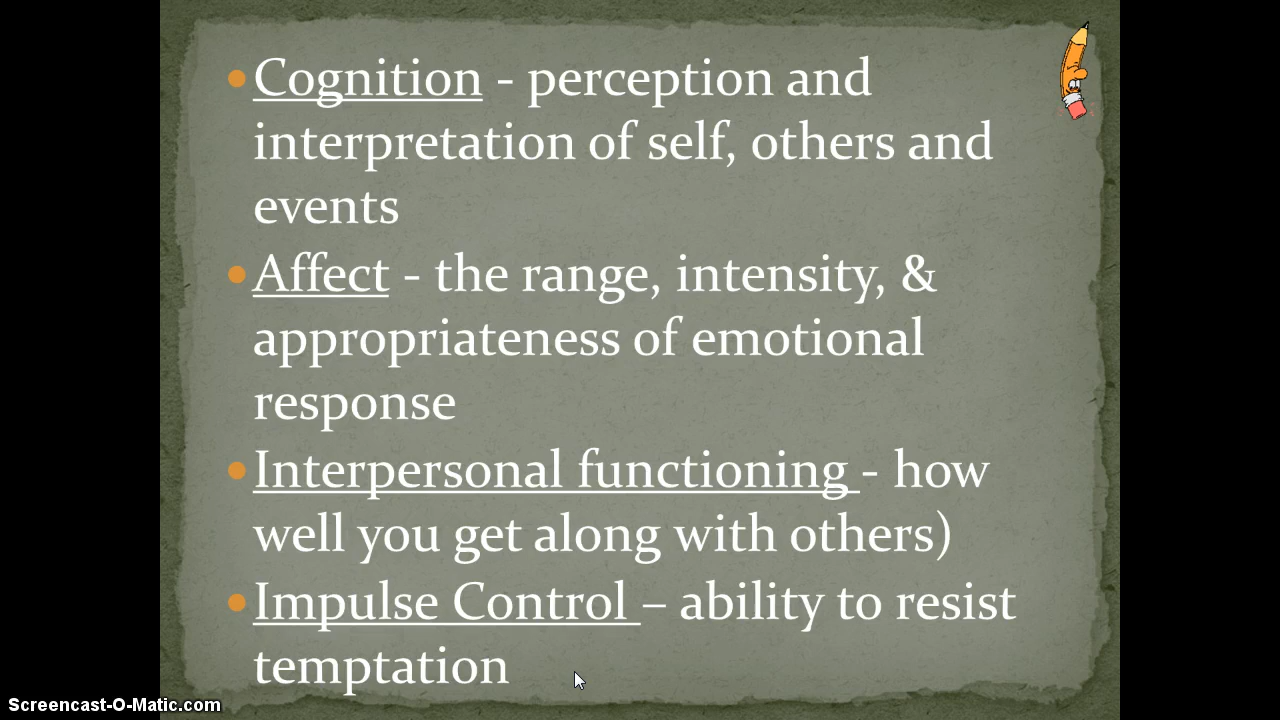 •Cognition - perception and
interpretation of self, others and
events
•Affect - the range, intensity, &
appropriateness of emotional
response
•Interpersonal functioning - how
well you get along with others)
•Impulse Control – ability to resist
temptation
Screencast-O-Matic.com